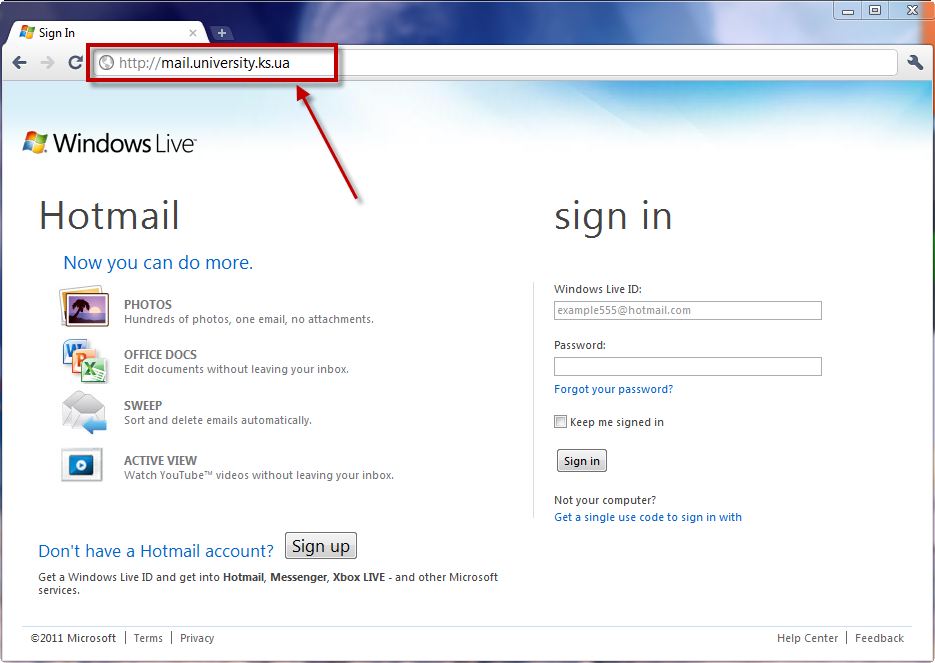 Sign In
http://mail.university.ks.ua
Windows Live™
Hotmail
Now you can do more.
PHOTOS
Hundreds of photos, one email, no attachments.
OFFICE DOCS
Edit documents without leaving your inbox.
SWEEP
Sort and delete emails automatically.
ACTIVE VIEW
Watch YouTube™ videos without leaving your inbox.
Don't have a Hotmail account? Sign up
Get a Windows Live ID and get into Hotmail, Messenger, Xbox LIVE - and other Microsoft
services.
sign in
Windows Live ID:
example555@hotmail.com
Password:
Forgot your password?
Keep me signed in
Sign in
Not your computer?
Get a single use code to sign in with
©2011 Microsoft | Terms | Privacy
Help Center | Feedback